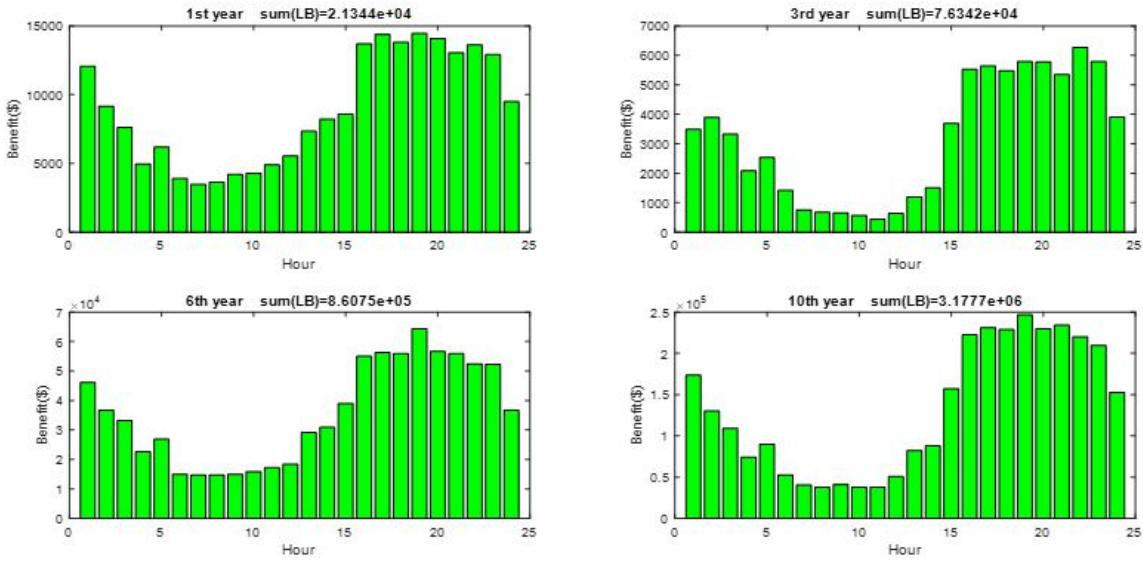 1st year sum(LB)=2.1344e+04
15000
10000
5000
0
Benefit($)
0 5 10 15 20 25
Hour
3rd year sum(LB)=7.6342e+04
7000
6000
5000
4000
3000
2000
1000
0
Benefit($)
0 5 10 15 20 25
Hour
6th year sum(LB)=8.6075e+05
×10⁴
7
6
5
4
3
2
1
0
Benefit($)
0 5 10 15 20 25
Hour
10th year sum(LB)=3.1777e+06
×10⁵
2.5
2
1.5
1
0.5
0
Benefit($)
0 5 10 15 20 25
Hour